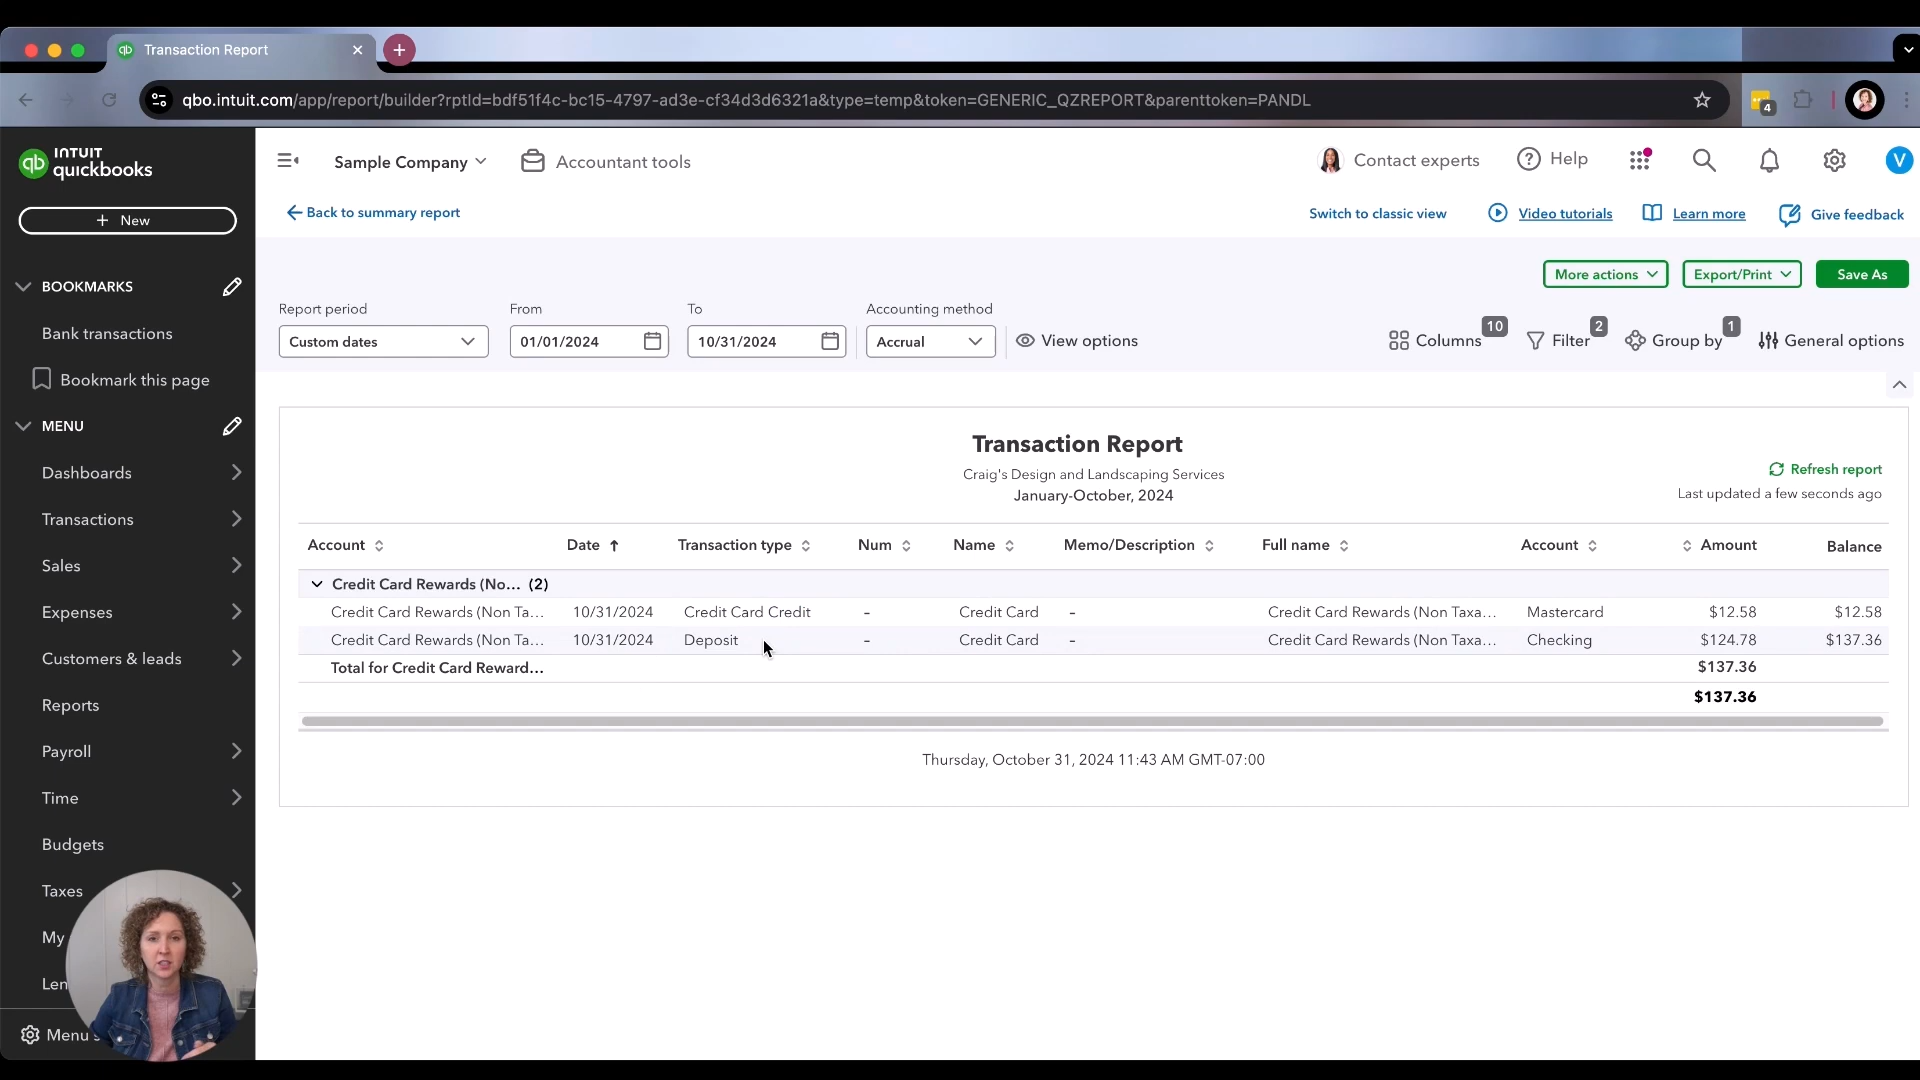 Transaction Report
qbo.intuit.com/app/report/builder?rptId=bdf51f4c-bc15-4797-ad3e-cf34d3d6321a&type=temp&token=GENERIC_QZREPORT&parenttoken=PANDL
4
INTUIT
quickbooks
qb
Sample Company
Accountant tools
Contact experts
Help
V
+ New
Back to summary report
Switch to classic view
Video tutorials
Learn more
Give feedback
More actions
Export/Print
Save As
BOOKMARKS
Bank transactions
Bookmark this page
MENU
Dashboards
Transactions
Sales
Expenses
Customers & leads
Reports
Payroll
Time
Budgets
Taxes
My
Len
Menu s
Report period
From
To
Accounting method
Custom dates
01/01/2024
10/31/2024
Accrual
View options
Columns 10
Filter 2
Group by 1
General options
Transaction Report
Craig's Design and Landscaping Services
January-October, 2024
Refresh report
Last updated a few seconds ago
Account Date Transaction type Num Name Memo/Description Full name Account Amount Balance
Credit Card Rewards (No... (2)
Credit Card Rewards (Non Ta... 10/31/2024 Credit Card Credit - Credit Card - Credit Card Rewards (Non Taxa... Mastercard $12.58 $12.58
Credit Card Rewards (Non Ta... 10/31/2024 Deposit - Credit Card - Credit Card Rewards (Non Taxa... Checking $124.78 $137.36
Total for Credit Card Reward... $137.36
$137.36
Thursday, October 31, 2024 11:43 AM GMT-07:00